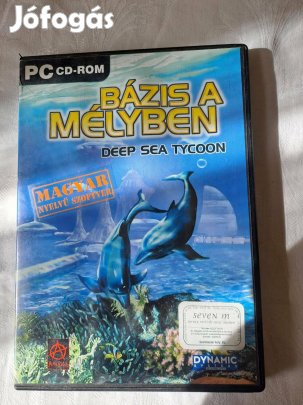 Jófogás
PC CD-ROM
BÁZIS A
MÉLYBEN
DEEP SEA TYCOON
MAGYAR
NYELVŰ SZOFTVER
seven m
DYNAMIC